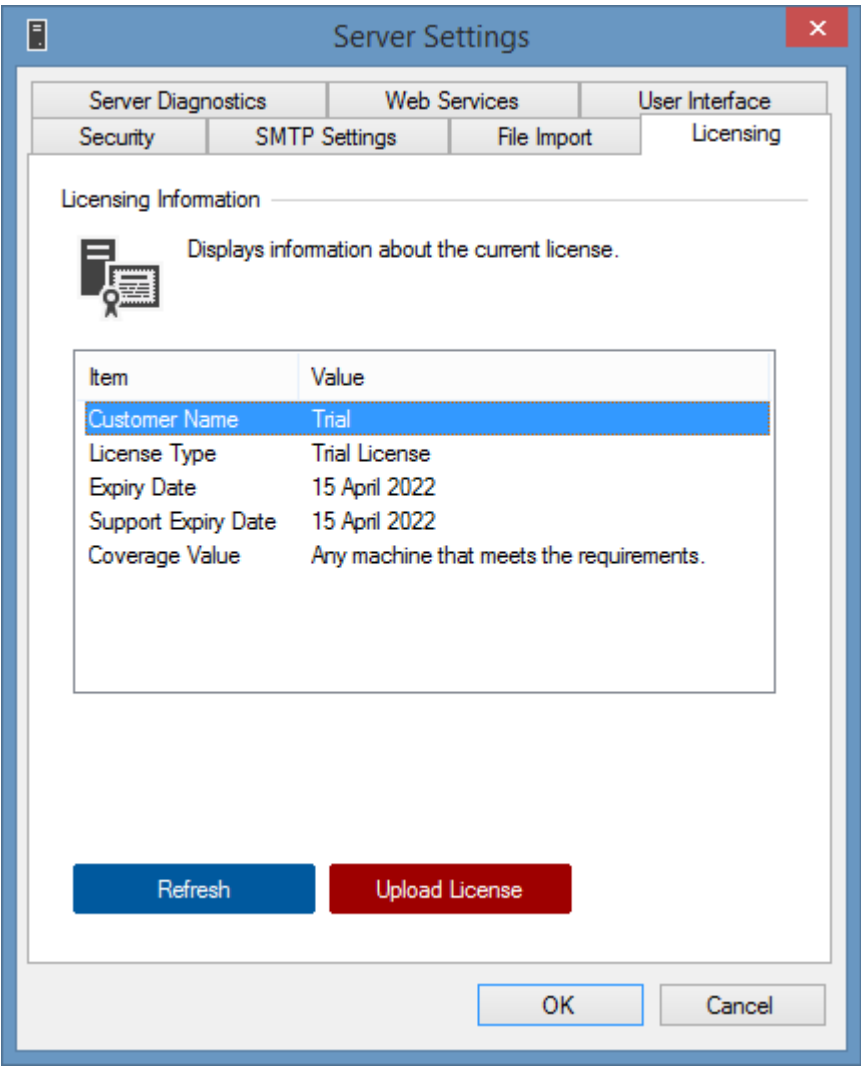 Server Settings
Server Diagnostics Web Services User Interface
Security SMTP Settings File Import Licensing
Licensing Information
Displays information about the current license.
Item Value
Customer Name Trial
License Type Trial License
Expiry Date 15 April 2022
Support Expiry Date 15 April 2022
Coverage Value Any machine that meets the requirements.
Refresh Upload License
OK Cancel